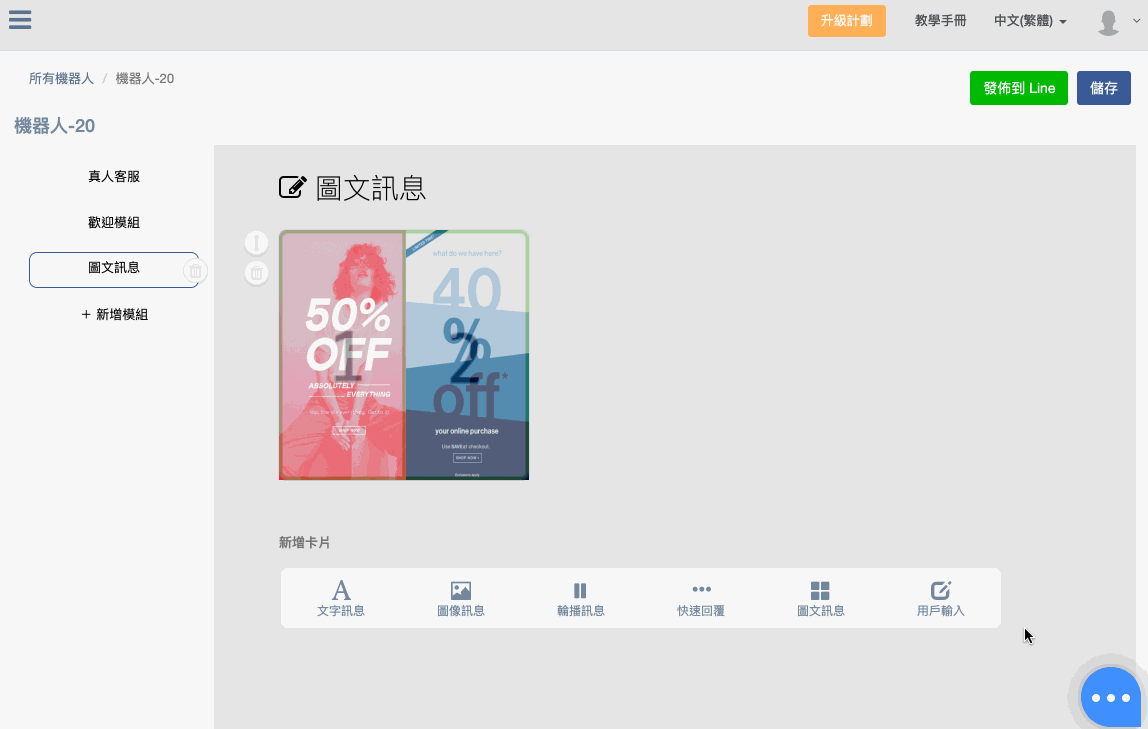 升級計劃
教學手冊
中文(繁體)
所有機器人 / 機器人-20
發佈到 Line
儲存
機器人-20
真人客服
歡迎模組
圖文訊息
+ 新增模組
圖文訊息
50%
OFF
1
ABSOLUTELY
EVERYTHING
SHOP NOW
what do we have here?
40
%
2
off*
your online purchase
Use SAVE at checkout.
SHOP NOW >
Exclusions apply
新增卡片
文字訊息
圖像訊息
輪播訊息
快速回覆
圖文訊息
用戶輸入